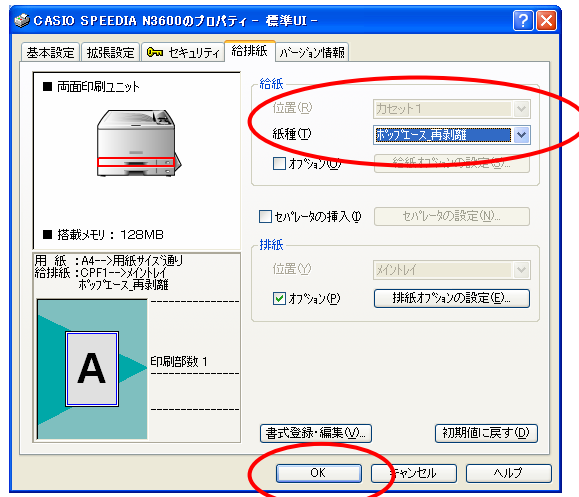 CASIO SPEEDIA N3600のプロパティ - 標準UI -
基本設定 拡張設定 セキュリティ 給排紙 バージョン情報
■ 両面印刷ユニット
■ 搭載メモリ : 128MB
用 紙 :A4-->用紙サイズ通り
給排紙 :CPF1-->メイントレイ
ポップエース_再剥離
A
印刷部数 1
給紙
位置(R) カセット1
紙種(T) ポップエース_再剥離
オプション(O) 給紙オプションの設定(G)...
セパレータの挿入(I) セパレータの設定(N)...
排紙
位置(Y) メイントレイ
オプション(P) 排紙オプションの設定(E)...
書式登録・編集(V)... 初期値に戻す(D)
OK キャンセル ヘルプ